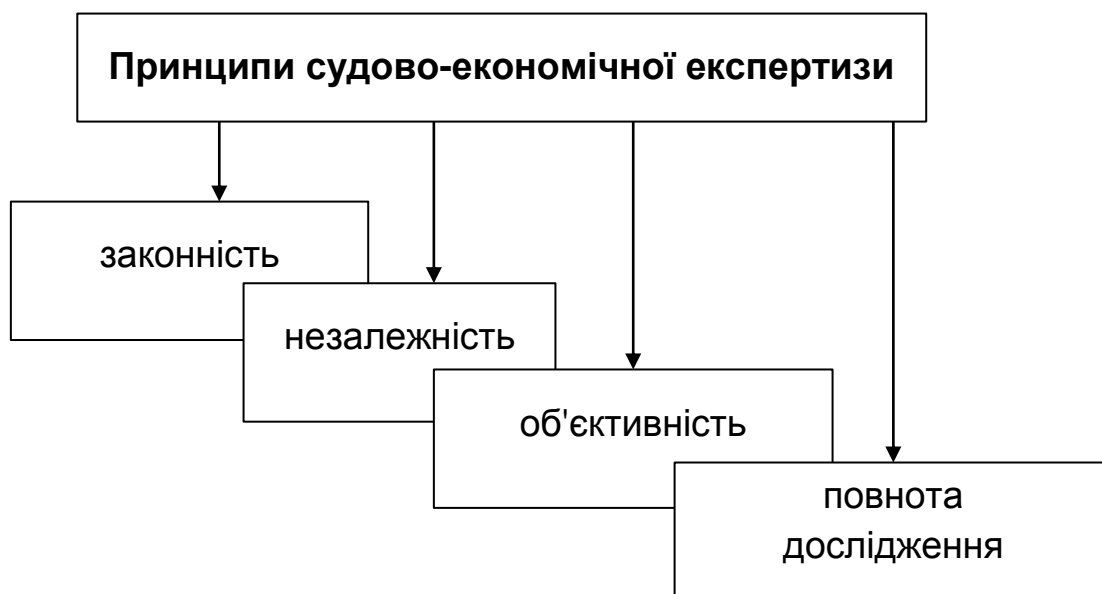 Принципи судово-економічної експертизи
законність
незалежність
об'єктивність
повнота
дослідження